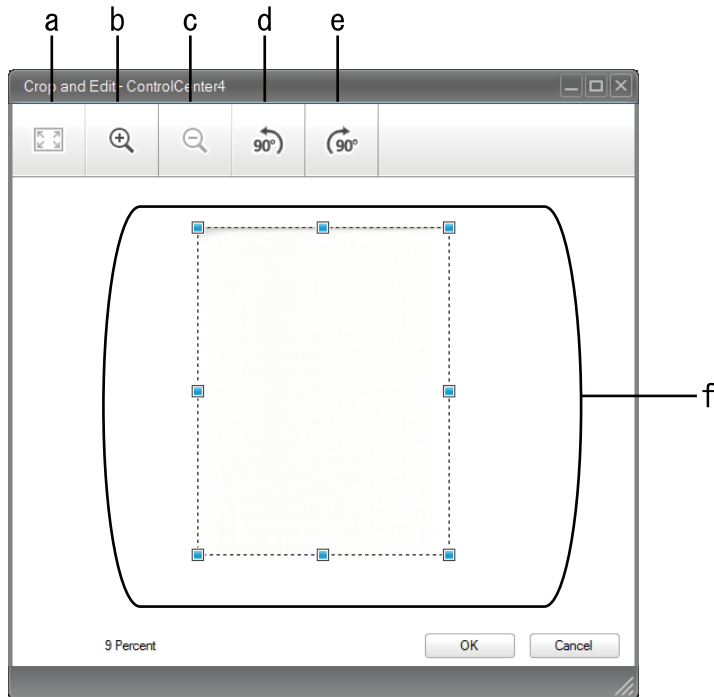 a b c d e
Crop and Edit - ControlCenter4
90° 90°
f
9 Percent OK Cancel